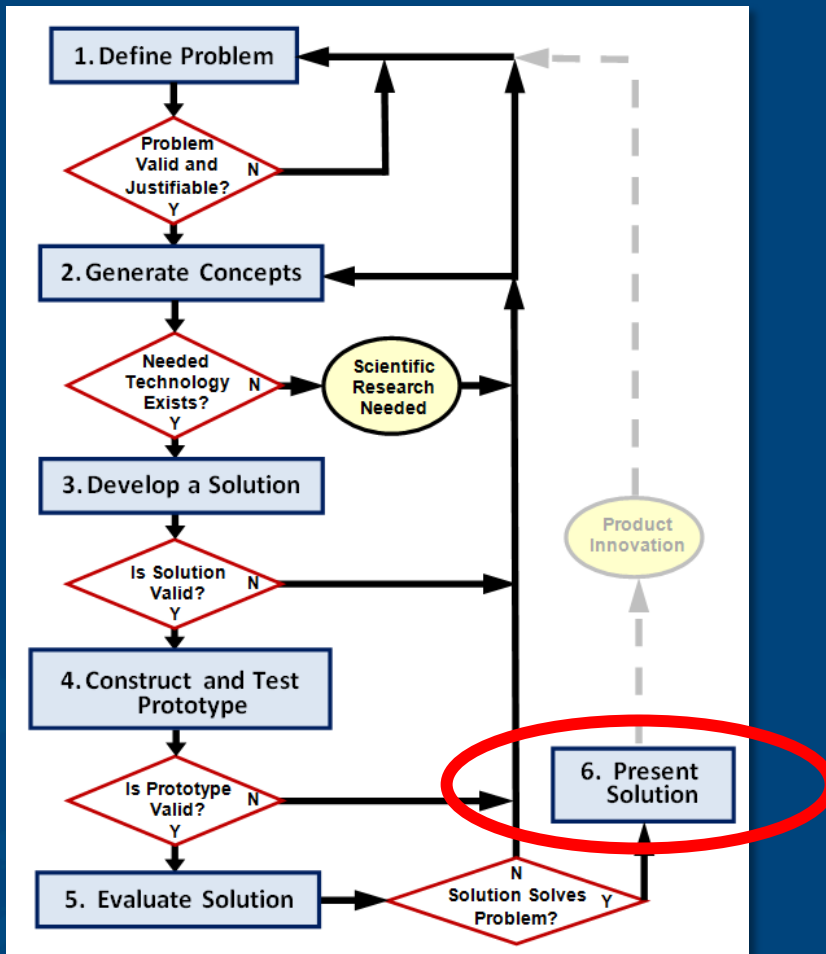 1. Define Problem
Problem
Valid and
Justifiable?
N
Y
2. Generate Concepts
Needed
Technology
Exists?
N
Y
Scientific
Research
Needed
3. Develop a Solution
Is Solution
Valid?
N
Y
Product
Innovation
4. Construct and Test
Prototype
Is Prototype
Valid?
N
Y
6. Present
Solution
5. Evaluate Solution
N
Solution Solves
Problem?
Y